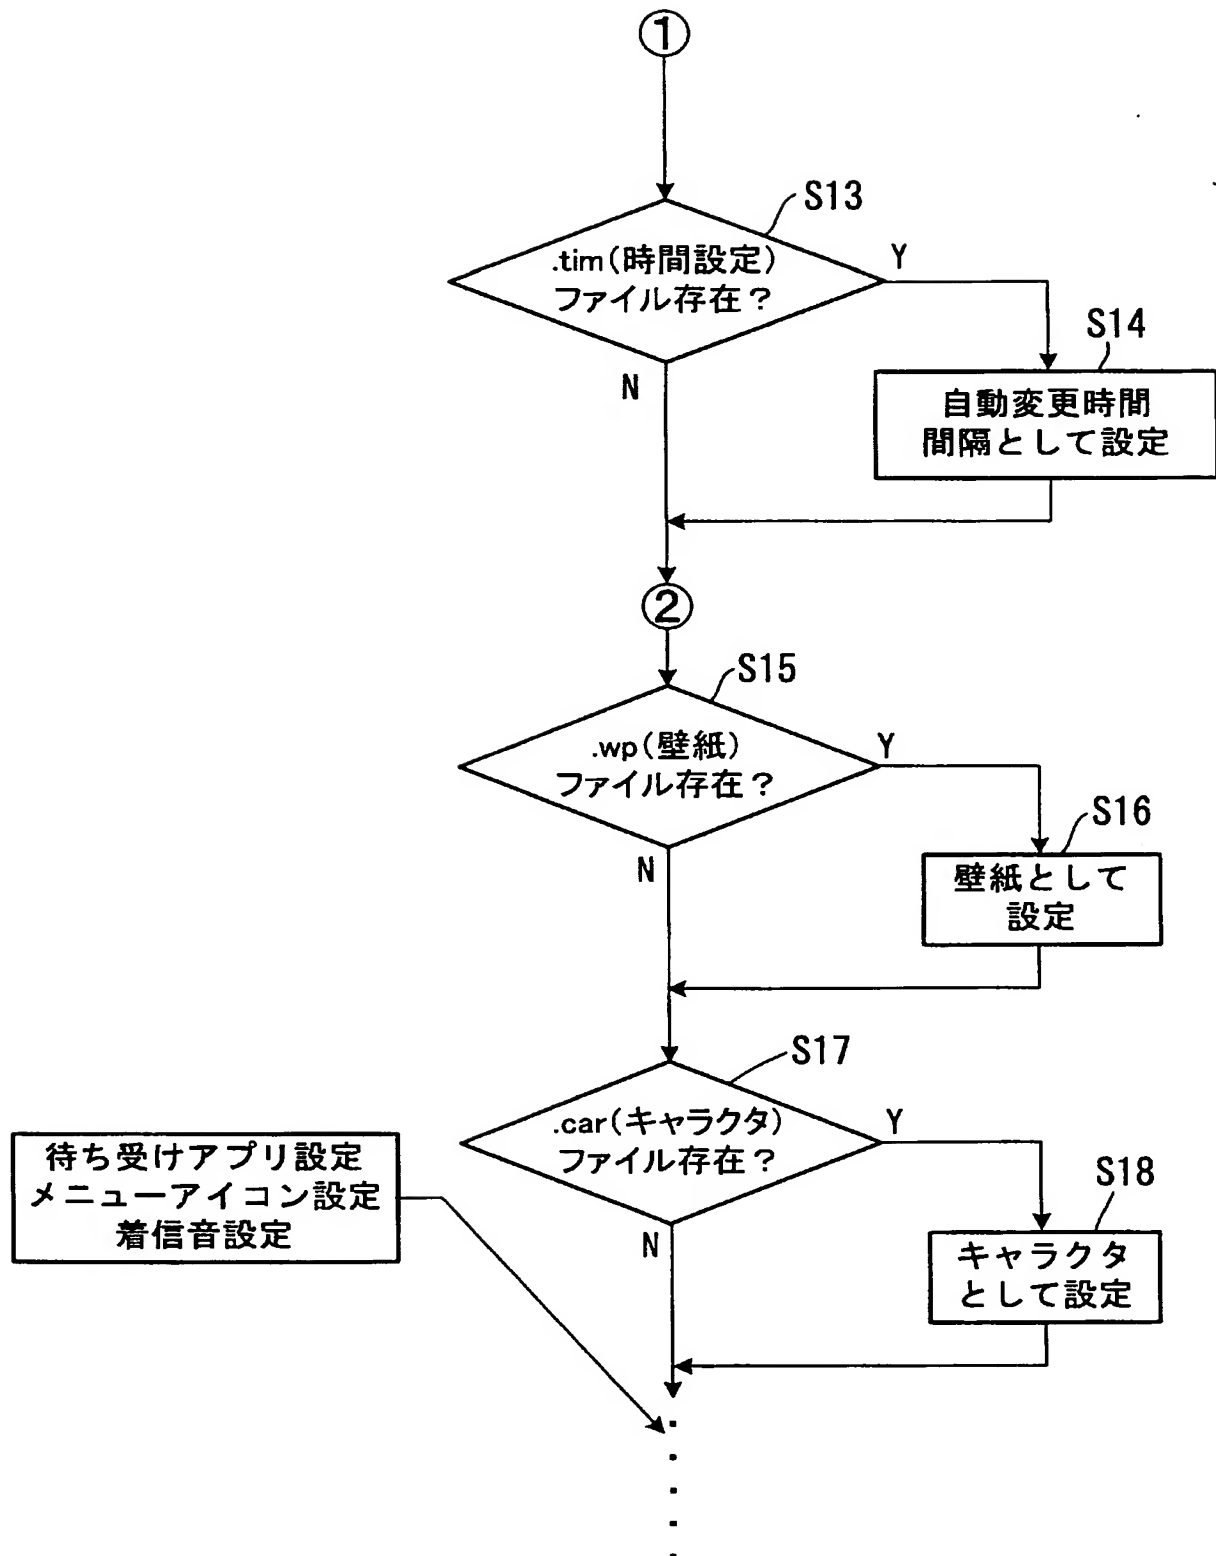 ①
S13
.tim(時間設定)
ファイル存在?
Y
N
S14
自動変更時間
間隔として設定
②
S15
.wp(壁紙)
ファイル存在?
Y
N
S16
壁紙として
設定
S17
.car(キャラクタ)
ファイル存在?
Y
N
S18
キャラクタ
として設定
待ち受けアプリ設定
メニューアイコン設定
着信音設定